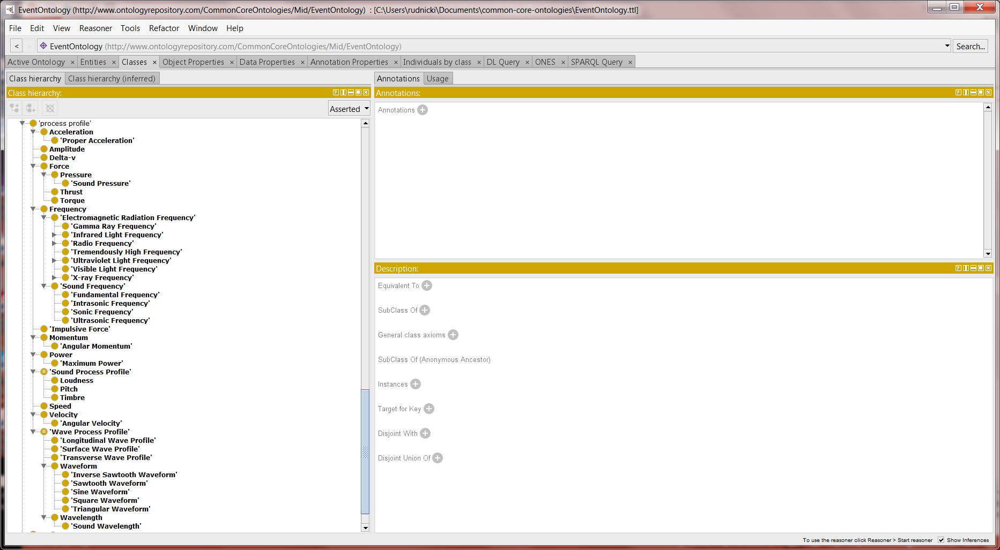 EventOntology (http://www.ontologyrepository.com/CommonCoreOntologies/Mid/EventOntology) : [C:\Users\rudnicki\Documents\common-core-ontologies\EventOntology.ttl]
File Edit View Reasoner Tools Refactor Window Help
< > EventOntology (http://www.ontologyrepository.com/CommonCoreOntologies/Mid/EventOntology) Search...
Active Ontology × Entities × Classes × Object Properties × Data Properties × Annotation Properties × Individuals by class × DL Query × ONES × SPARQL Query ×
Class hierarchy Class hierarchy (inferred)
Class hierarchy:
Asserted
'process profile'
Acceleration
'Proper Acceleration'
Amplitude
Delta-v
Force
Pressure
'Sound Pressure'
Thrust
Torque
Frequency
'Electromagnetic Radiation Frequency'
'Gamma Ray Frequency'
'Infrared Light Frequency'
'Radio Frequency'
'Tremendously High Frequency'
'Ultraviolet Light Frequency'
'Visible Light Frequency'
'X-ray Frequency'
'Sound Frequency'
'Fundamental Frequency'
'Intrasonic Frequency'
'Sonic Frequency'
'Ultrasonic Frequency'
'Impulsive Force'
Momentum
'Angular Momentum'
Power
'Maximum Power'
'Sound Process Profile'
Loudness
Pitch
Timbre
Speed
Velocity
'Angular Velocity'
'Wave Process Profile'
'Longitudinal Wave Profile'
'Surface Wave Profile'
'Transverse Wave Profile'
Waveform
'Inverse Sawtooth Waveform'
'Sawtooth Waveform'
'Sine Waveform'
'Square Waveform'
'Triangular Waveform'
Wavelength
'Sound Wavelength'
Annotations Usage
Annotations:
Annotations
Description:
Equivalent To
SubClass Of
General class axioms
SubClass Of (Anonymous Ancestor)
Instances
Target for Key
Disjoint With
Disjoint Union Of
To use the reasoner click Reasoner > Start reasoner Show Inferences